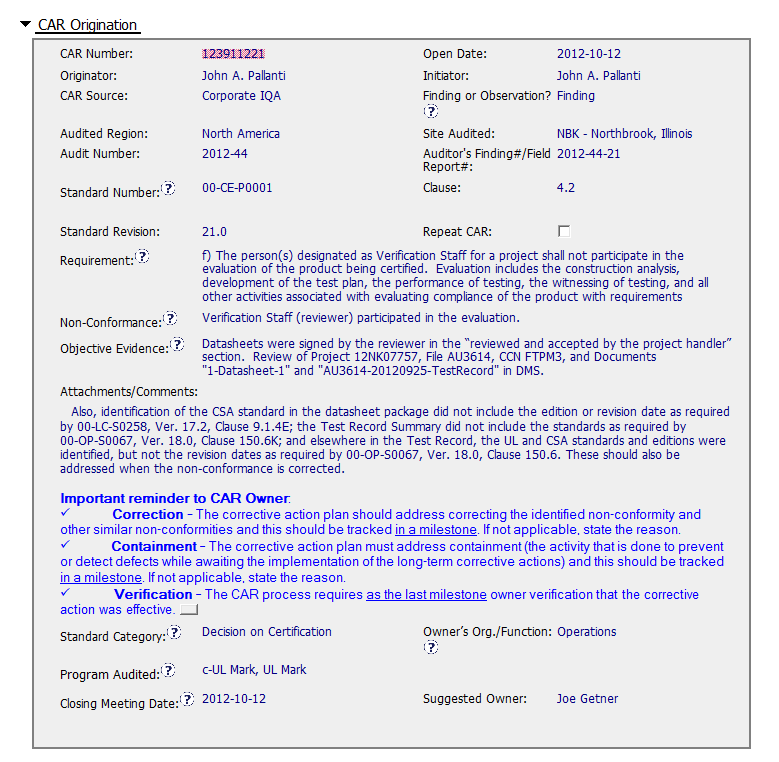 CAR Origination
CAR Number: 123911221 Open Date: 2012-10-12
Originator: John A. Pallanti Initiator: John A. Pallanti
CAR Source: Corporate IQA Finding or Observation? Finding
?
Audited Region: North America Site Audited: NBK - Northbrook, Illinois
Audit Number: 2012-44 Auditor's Finding#/Field 2012-44-21
Report#:
Standard Number:? 00-CE-P0001 Clause: 4.2
Standard Revision: 21.0 Repeat CAR:
Requirement:? f) The person(s) designated as Verification Staff for a project shall not participate in the
evaluation of the product being certified. Evaluation includes the construction analysis,
development of the test plan, the performance of testing, the witnessing of testing, and all
other activities associated with evaluating compliance of the product with requirements
Non-Conformance:? Verification Staff (reviewer) participated in the evaluation.
Objective Evidence:? Datasheets were signed by the reviewer in the “reviewed and accepted by the project handler”
section. Review of Project 12NK07757, File AU3614, CCN FTPM3, and Documents
"1-Datasheet-1" and "AU3614-20120925-TestRecord" in DMS.
Attachments/Comments:
Also, identification of the CSA standard in the datasheet package did not include the edition or revision date as required
by 00-LC-S0258, Ver. 17.2, Clause 9.1.4E; the Test Record Summary did not include the standards as required by
00-OP-S0067, Ver. 18.0, Clause 150.6K; and elsewhere in the Test Record, the UL and CSA standards and editions were
identified, but not the revision dates as required by 00-OP-S0067, Ver. 18.0, Clause 150.6. These should also be
addressed when the non-conformance is corrected.
Important reminder to CAR Owner:
✓ Correction – The corrective action plan should address correcting the identified non-conformity and
other similar non-conformities and this should be tracked in a milestone. If not applicable, state the reason.
✓ Containment – The corrective action plan must address containment (the activity that is done to prevent
or detect defects while awaiting the implementation of the long-term corrective actions) and this should be tracked
in a milestone. If not applicable, state the reason.
✓ Verification – The CAR process requires as the last milestone owner verification that the corrective
action was effective.
Standard Category:? Decision on Certification Owner's Org./Function: Operations
?
Program Audited:? c-UL Mark, UL Mark
Closing Meeting Date:? 2012-10-12 Suggested Owner: Joe Getner